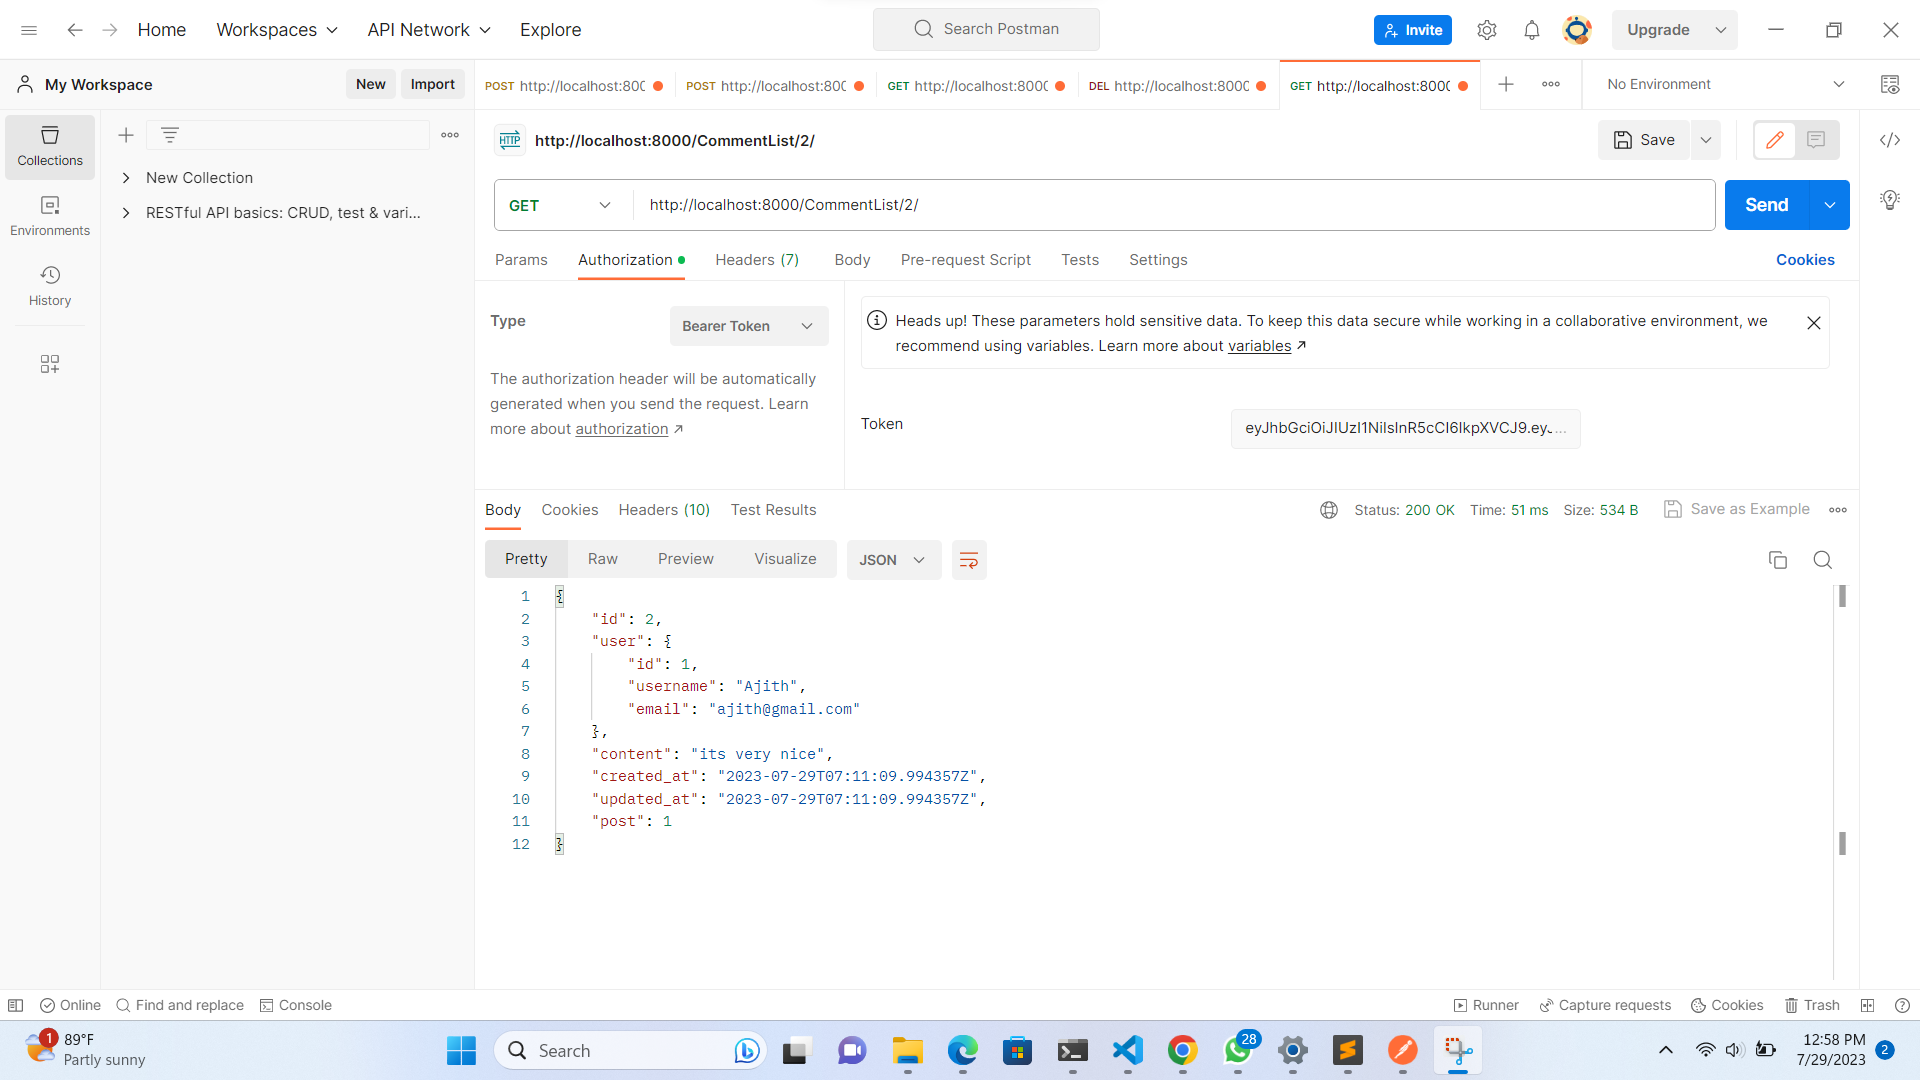 Home Workspaces API Network Explore Search Postman Invite Upgrade
My Workspace New Import POST http://localhost:800 POST http://localhost:800 GET http://localhost:800 DEL http://localhost:800 GET http://localhost:800 No Environment
Collections
Environments
History
New Collection
RESTful API basics: CRUD, test & vari...
HTTP http://localhost:8000/CommentList/2/ Save
GET http://localhost:8000/CommentList/2/ Send
Params Authorization Headers (7) Body Pre-request Script Tests Settings Cookies
Type Bearer Token
The authorization header will be automatically
generated when you send the request. Learn
more about authorization ↗
Heads up! These parameters hold sensitive data. To keep this data secure while working in a collaborative environment, we
recommend using variables. Learn more about variables ↗
Token eyJhbGciOiJIUzI1NiIsInR5cCI6IkpXVCJ9.eyJ...
Body Cookies Headers (10) Test Results Status: 200 OK Time: 51 ms Size: 534 B Save as Example
Pretty Raw Preview Visualize JSON
1 {
2 "id": 2,
3 "user": {
4 "id": 1,
5 "username": "Ajith",
6 "email": "ajith@gmail.com"
7 },
8 "content": "its very nice",
9 "created_at": "2023-07-29T07:11:09.994357Z",
10 "updated_at": "2023-07-29T07:11:09.994357Z",
11 "post": 1
12 }
Online Find and replace Console Runner Capture requests Cookies Trash
1 89°F
Partly sunny
Search
28
12:58 PM
7/29/2023
2